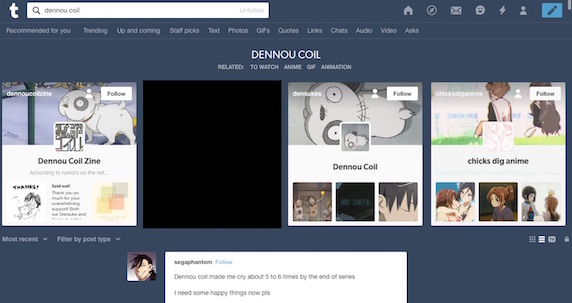 t
dennou coil
Unfollow
Recommended for you Trending Up and coming Staff picks Text Photos GIFs Quotes Links Chats Audio Video Asks
DENNOU COIL
RELATED: TO WATCH ANIME GIF ANIMATION
dennoucoilzine Follow
Dennou Coil Zine
According to rumors on the net...
THANKS
Sold out!
Thank you so much for your overwhelming support! Both our Densuke and
densukes Follow
Dennou Coil
NO DATA
chicksdiganime Follow
chicks dig anime
Most recent Filter by post type
segaphantom Follow
Dennou coil made me cry about 5 to 6 times by the end of series
I need some happy things now pls